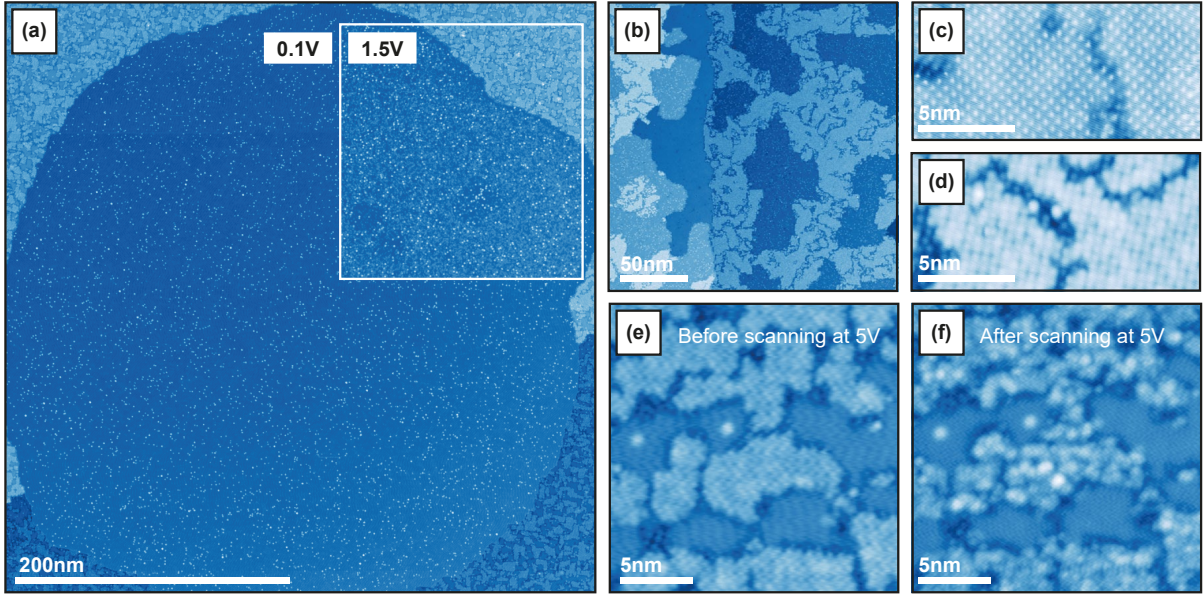 (a)
0.1V
1.5V
200nm
(b)
50nm
(c)
5nm
(d)
5nm
(e)
Before scanning at 5V
5nm
(f)
After scanning at 5V
5nm